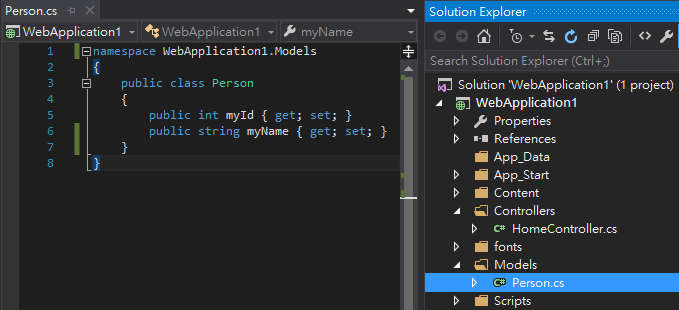 Person.cs
WebApplication1
WebApplication1
myName
1 namespace WebApplication1.Models
2 {
3 public class Person
4 {
5 public int myId { get; set; }
6 public string myName { get; set; }
7 }
8 }
Solution Explorer
Search Solution Explorer (Ctrl+;)
Solution 'WebApplication1' (1 project)
WebApplication1
Properties
References
App_Data
App_Start
Content
Controllers
C# HomeController.cs
fonts
Models
C# Person.cs
Scripts